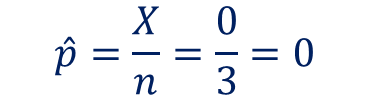 p̂ = X/n = 0/3 = 0